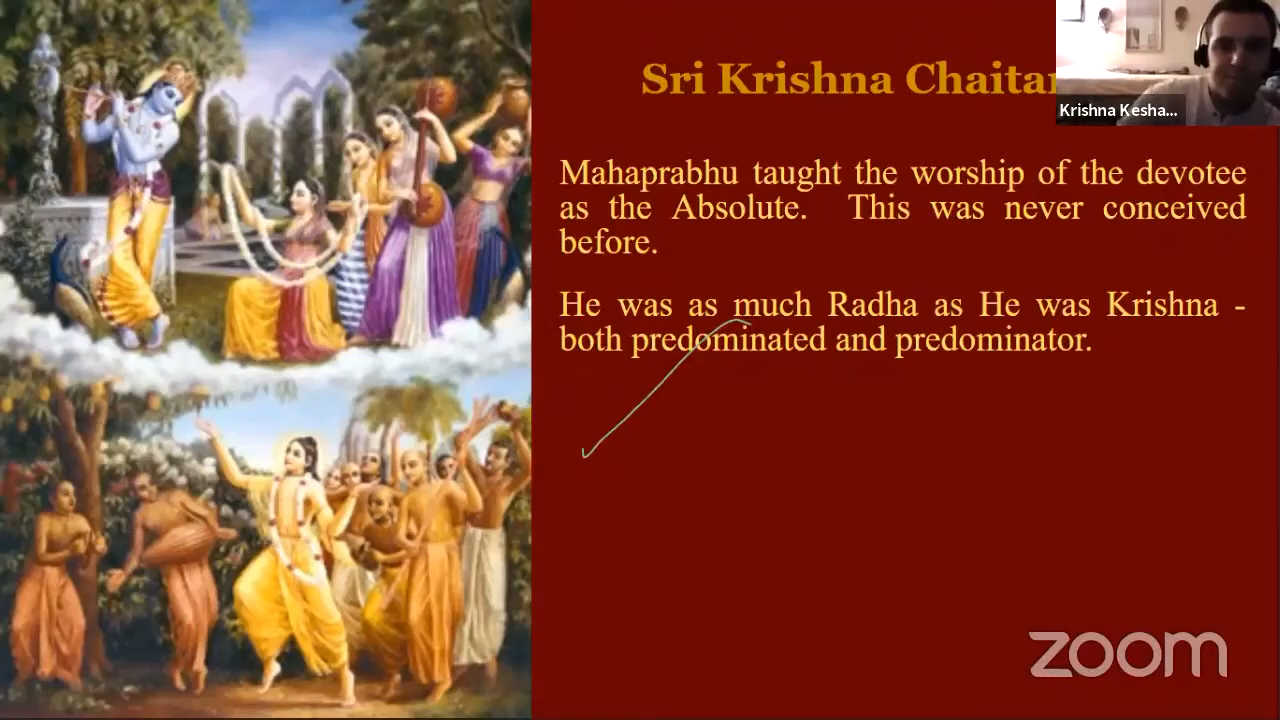 Sri Krishna Chaitan
Krishna Kesha...
Mahaprabhu taught the worship of the devotee
as the Absolute. This was never conceived
before.
He was as much Radha as He was Krishna -
both predominated and predominator.
zoom